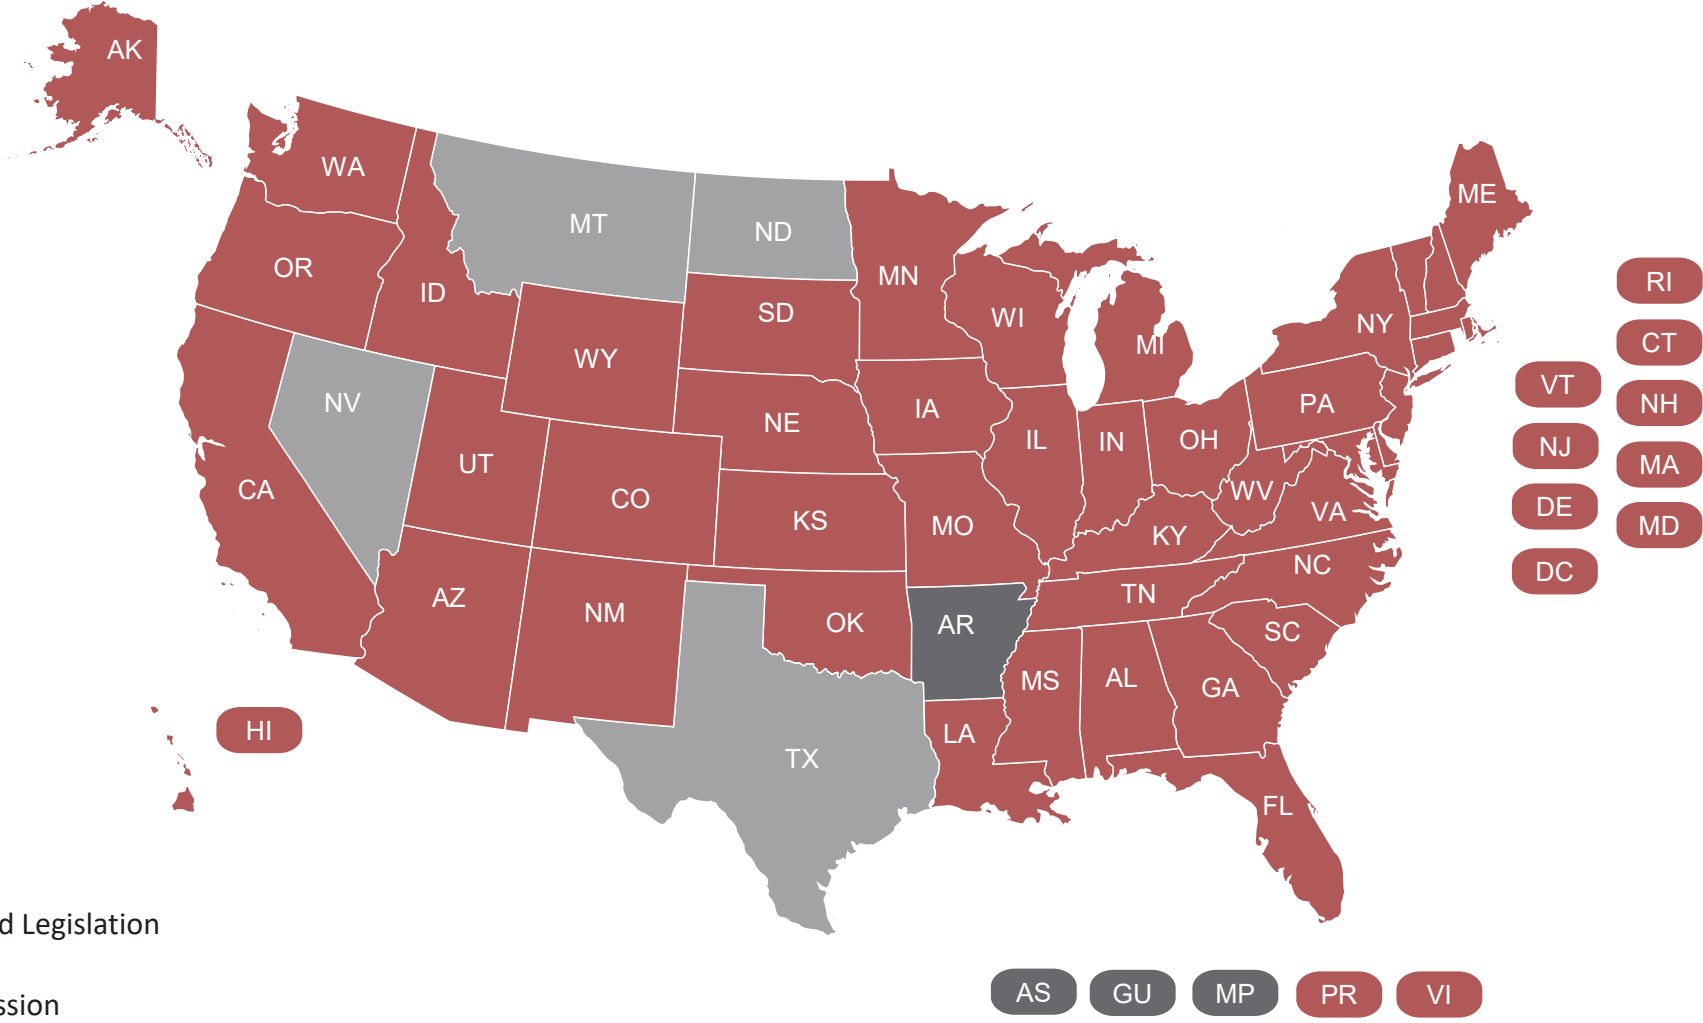 AK
WA
MT
ND
MN
ME
OR
ID
SD
WI
MI
NY
RI
WY
CT
NV
NE
IA
PA
VT
NH
UT
CO
IL
IN
OH
NJ
MA
CA
KS
MO
WV
VA
DE
MD
KY
NC
DC
AZ
NM
OK
AR
TN
SC
MS
AL
GA
HI
TX
LA
FL
d Legislation
ssion
AS
GU
MP
PR
VI